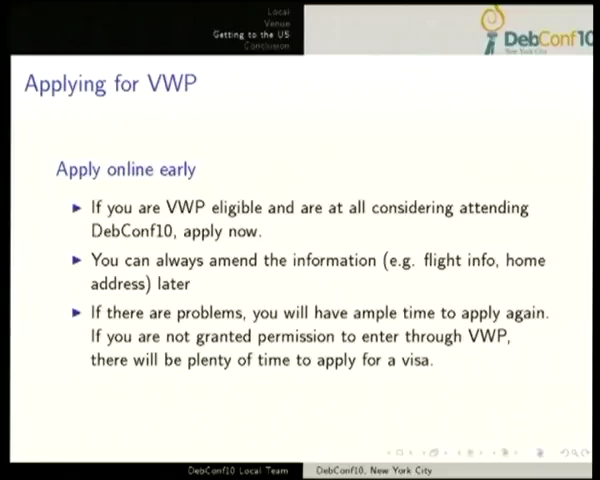 Local
Venue
Getting to the US
Conclusion
DebConf10
New York City
Applying for VWP
Apply online early
If you are VWP eligible and are at all considering attending
DebConf10, apply now.
You can always amend the information (e.g. flight info, home
address) later
If there are problems, you will have ample time to apply again.
If you are not granted permission to enter through VWP,
there will be plenty of time to apply for a visa.
DebConf10 Local Team
DebConf10, New York City